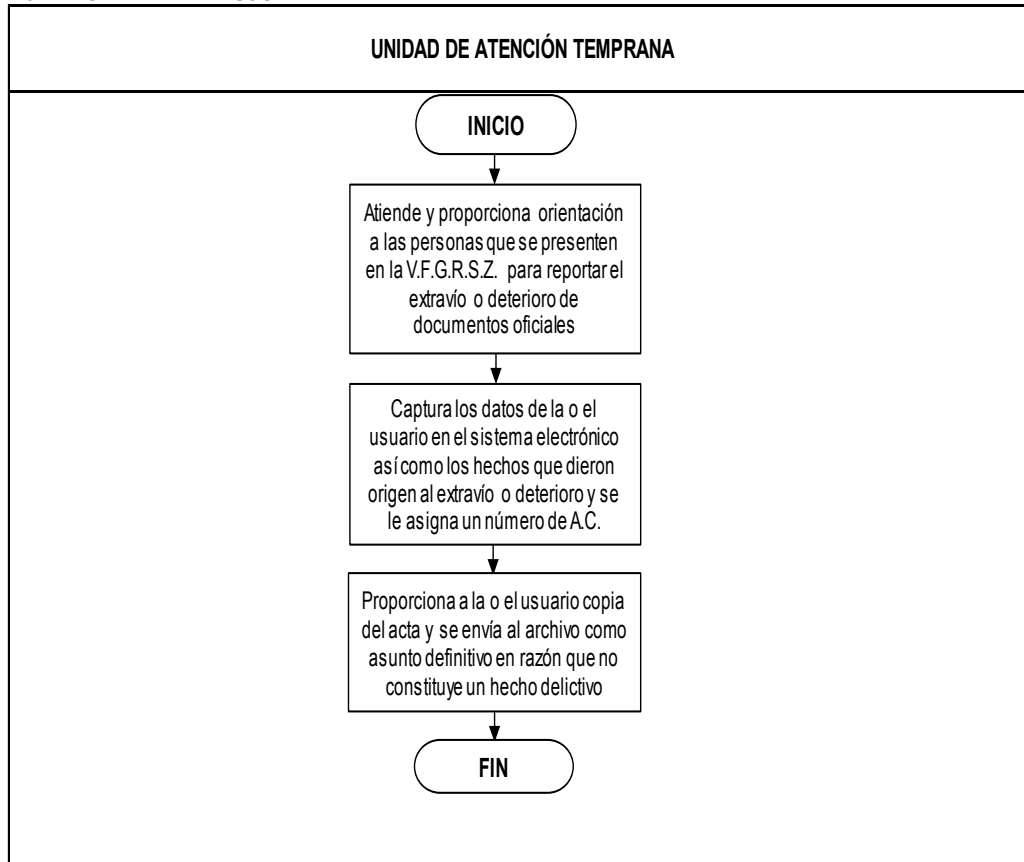 UNIDAD DE ATENCIÓN TEMPRANA
INICIO
Atiende y proporciona orientación
a las personas que se presenten
en la V.F.G.R.S.Z. para reportar el
extravío o deterioro de
documentos oficiales
Captura los datos de la o el
usuario en el sistema electrónico
así como los hechos que dieron
origen al extravío o deterioro y se
le asigna un número de A.C.
Proporciona a la o el usuario copia
del acta y se envía al archivo como
asunto definitivo en razón que no
constituye un hecho delictivo
FIN